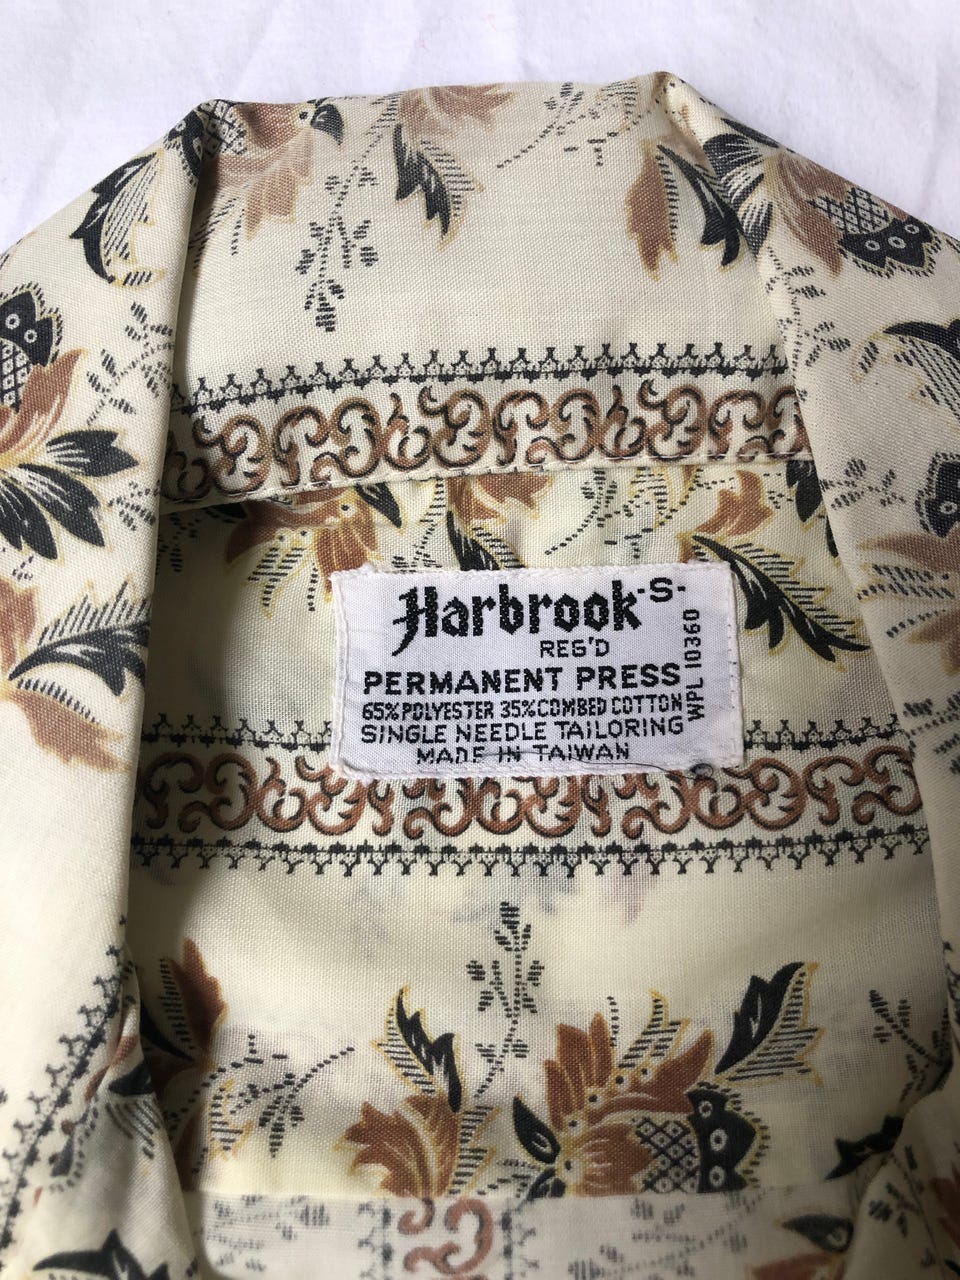 Harbrook -S-
REG'D
PERMANENT PRESS
65% POLYESTER 35% COMBED COTTON
SINGLE NEEDLE TAILORING
MADE IN TAIWAN
WPL 10360